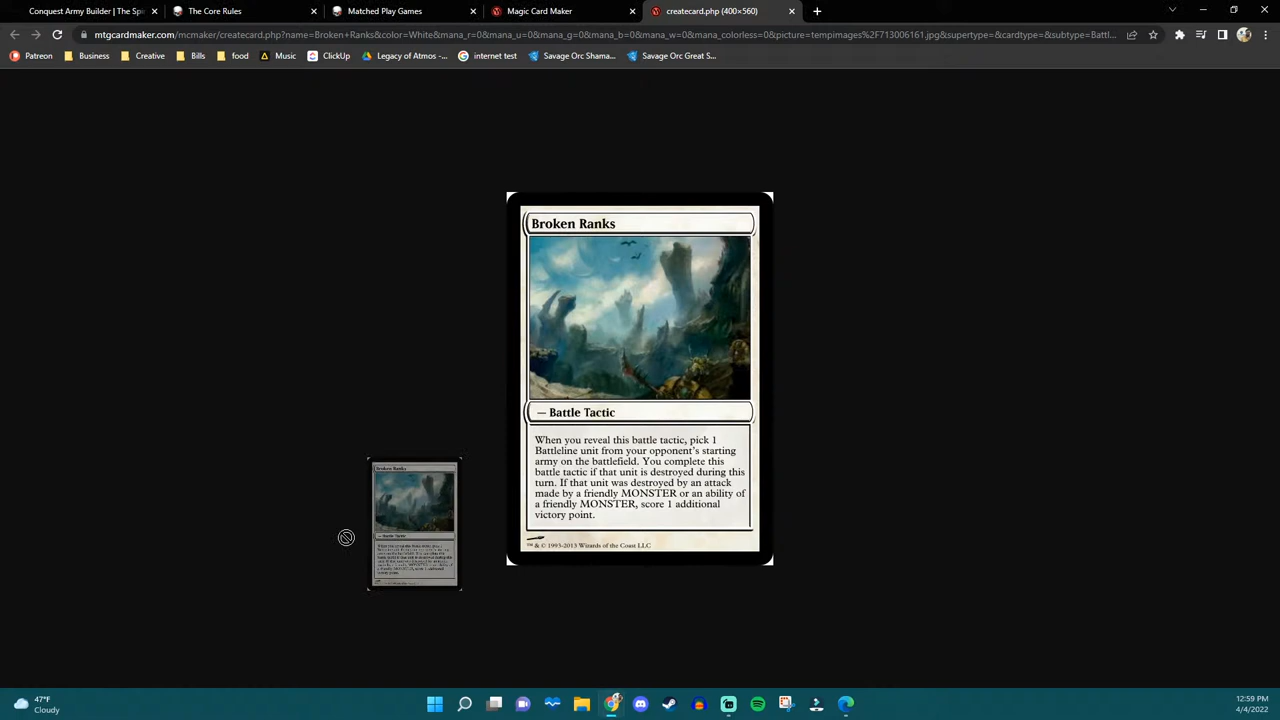 Conquest Army Builder | The Spi
The Core Rules
Matched Play Games
Magic Card Maker
createcard.php (400×560)
mtgcardmaker.com/mcmaker/createcard.php?name=Broken+Ranks&color=White&mana_r=0&mana_u=0&mana_g=0&mana_b=0&mana_w=0&mana_colorless=0&picture=tempimages%2F713006161.jpg&supertype=&cardtype=&subtype=Battl...
Patreon
Business
Creative
Bills
food
Music
ClickUp
Legacy of Atmos -...
internet test
Savage Orc Shama...
Savage Orc Great S...
Broken Ranks
— Battle Tactic
When you reveal this battle tactic, pick 1
Battleline unit from your opponent's starting
army on the battlefield. You complete this
battle tactic if that unit is destroyed during this
turn. If that unit was destroyed by an attack
made by a friendly MONSTER or an ability of
a friendly MONSTER, score 1 additional
victory point.
™ & © 1993-2013 Wizards of the Coast LLC
Broken Ranks
— Battle Tactic
47°F
Cloudy
12:59 PM
4/4/2022